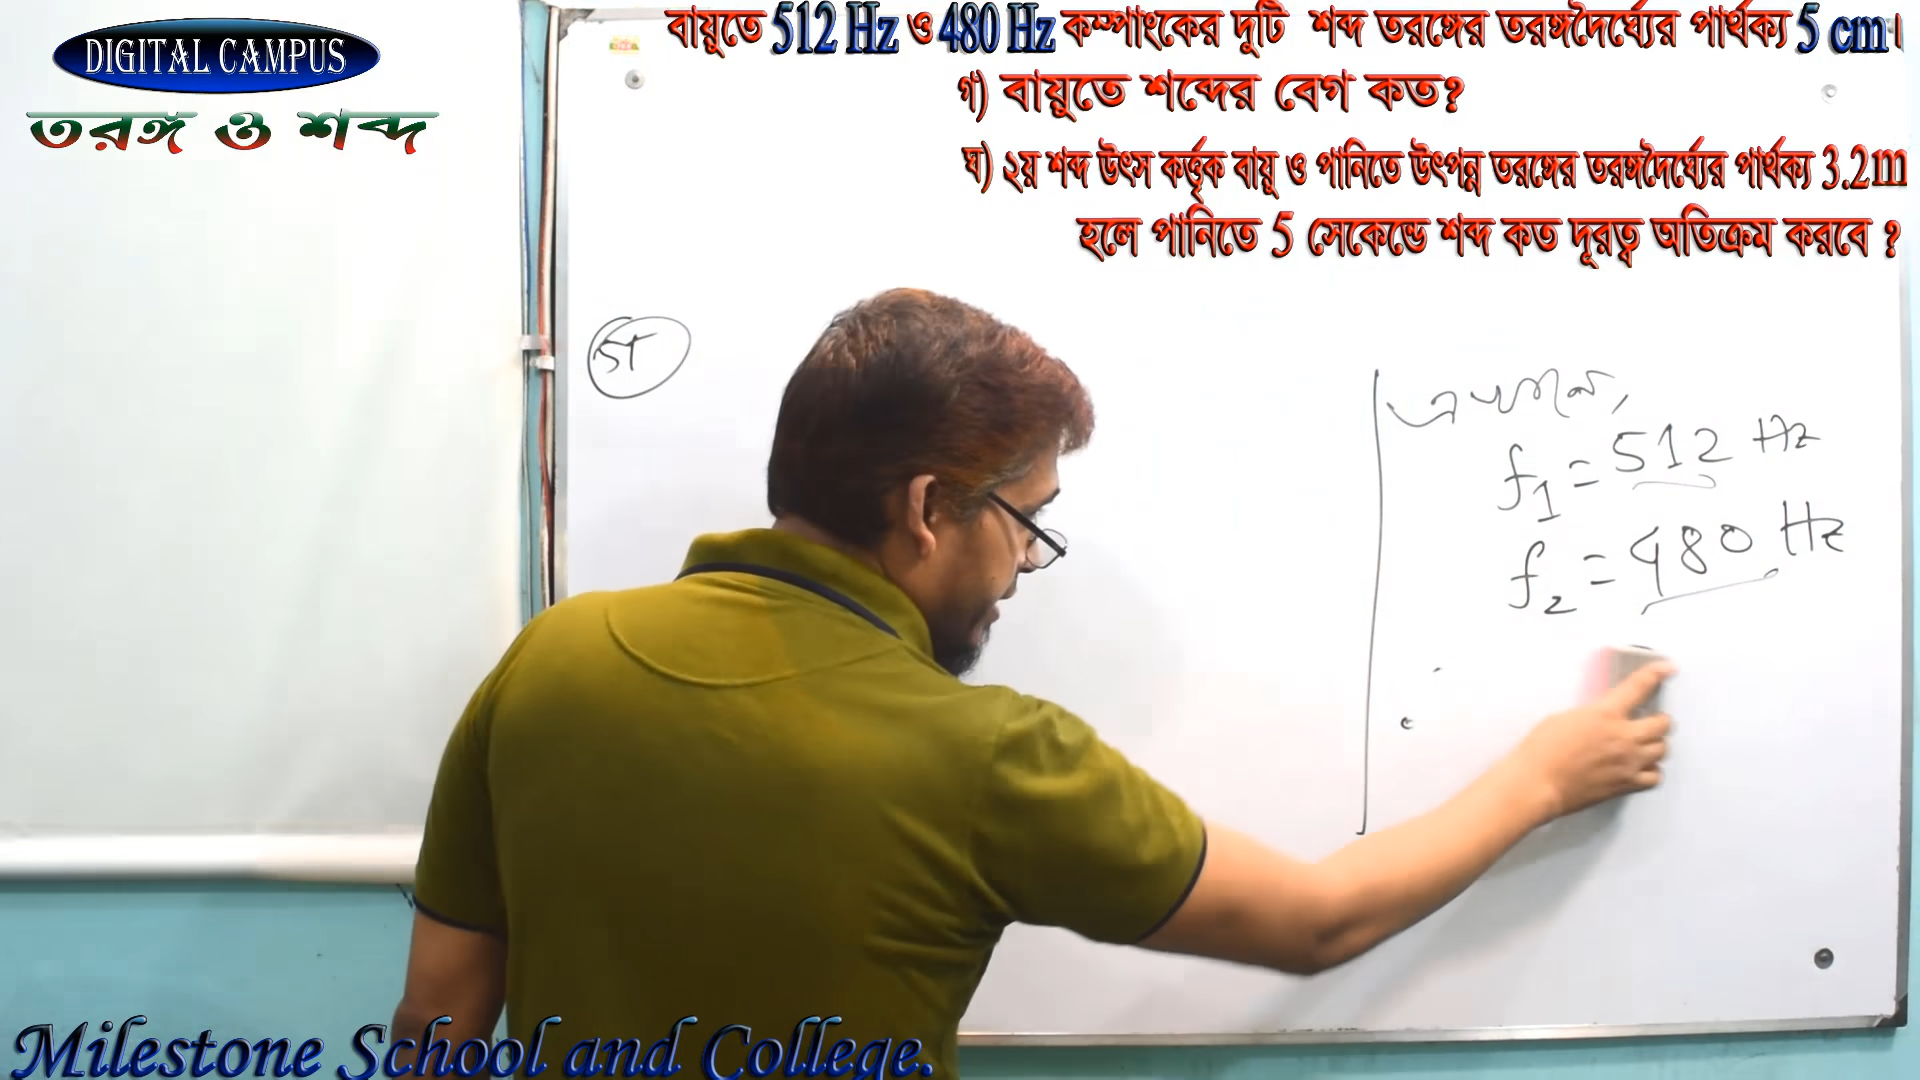 DIGITAL CAMPUS
তরঙ্গ ও শব্দ
বায়ুতে 512 Hz ও 480 Hz কম্পাংকের দুটি শব্দ তরঙ্গের তরঙ্গদৈর্ঘ্যের পার্থক্য 5 cm।
গ) বায়ুতে শব্দের বেগ কত?
ঘ) ২য় শব্দ উৎস কর্ত্তৃক বায়ু ও পানিতে উৎপন্ন তরঙ্গের তরঙ্গদৈর্ঘ্যের পার্থক্য 3.2m
হলে পানিতে 5 সেকেন্ডে শব্দ কত দূরত্ব অতিক্রম করবে ?
এখানে,
f₁ = 512 Hz
f₂ = 480 Hz
Milestone School and College.